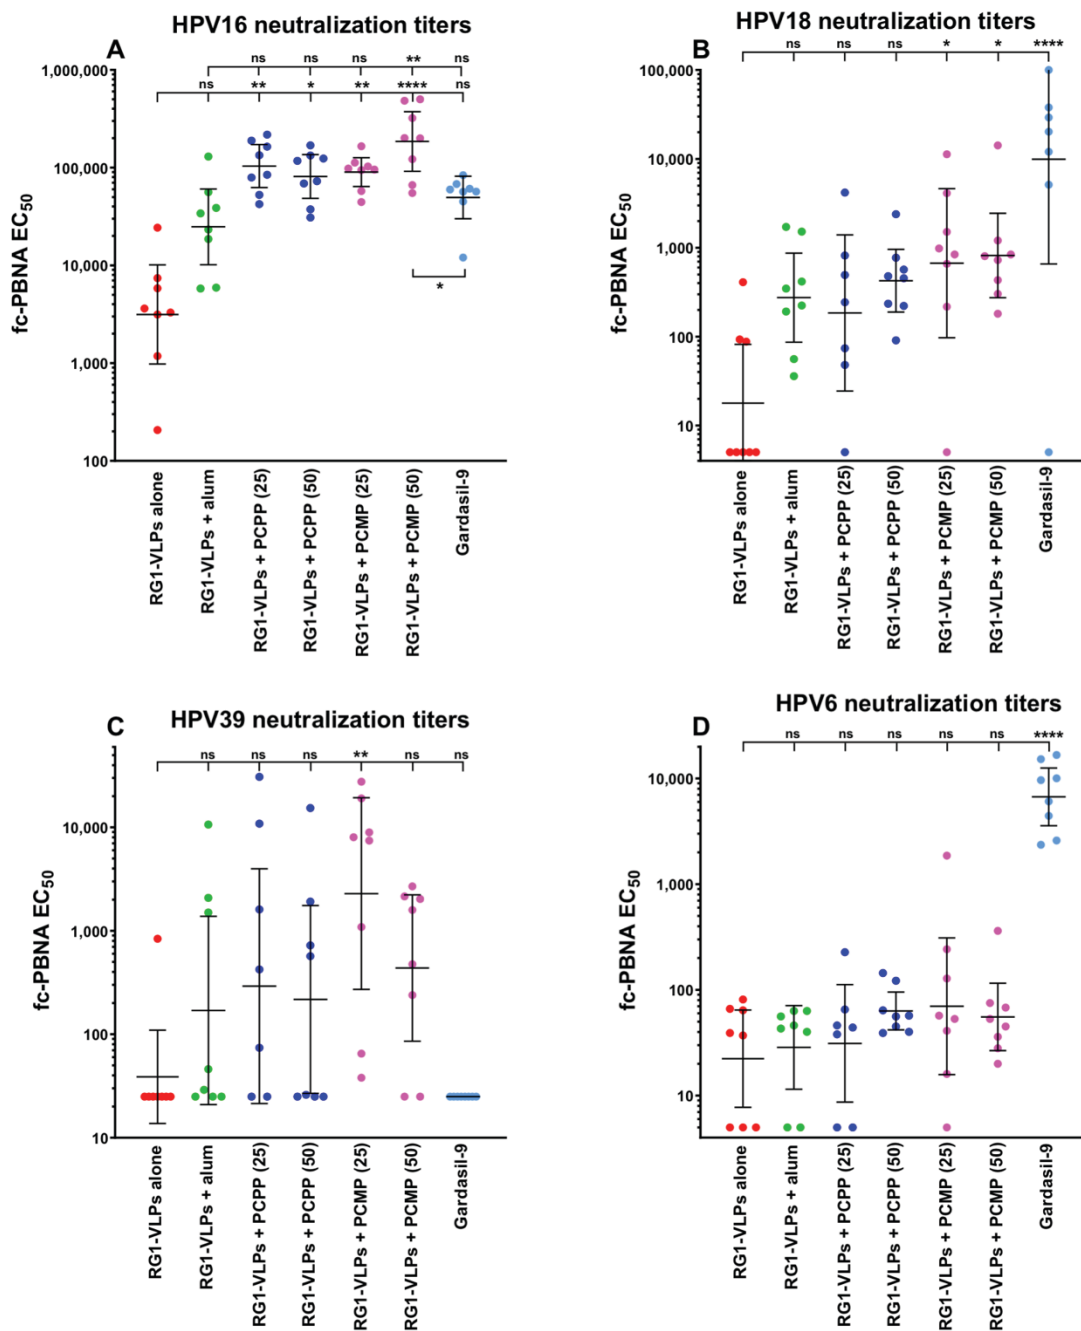 HPV16 neutralization titers
A
ns ns ns ** ns
ns ** * ** **** ns
1,000,000
100,000
10,000
1,000
100
fc-PBNA EC50
*
RG1-VLPs alone
RG1-VLPs + alum
RG1-VLPs + PCPP (25)
RG1-VLPs + PCPP (50)
RG1-VLPs + PCMP (25)
RG1-VLPs + PCMP (50)
Gardasil-9
HPV18 neutralization titers
B
ns ns ns * * ****
100,000
10,000
1,000
100
10
fc-PBNA EC50
RG1-VLPs alone
RG1-VLPs + alum
RG1-VLPs + PCPP (25)
RG1-VLPs + PCPP (50)
RG1-VLPs + PCMP (25)
RG1-VLPs + PCMP (50)
Gardasil-9
HPV39 neutralization titers
C
ns ns ns ** ns ns
10,000
1,000
100
10
fc-PBNA EC50
RG1-VLPs alone
RG1-VLPs + alum
RG1-VLPs + PCPP (25)
RG1-VLPs + PCPP (50)
RG1-VLPs + PCMP (25)
RG1-VLPs + PCMP (50)
Gardasil-9
HPV6 neutralization titers
D
ns ns ns ns ns ****
10,000
1,000
100
10
fc-PBNA EC50
RG1-VLPs alone
RG1-VLPs + alum
RG1-VLPs + PCPP (25)
RG1-VLPs + PCPP (50)
RG1-VLPs + PCMP (25)
RG1-VLPs + PCMP (50)
Gardasil-9